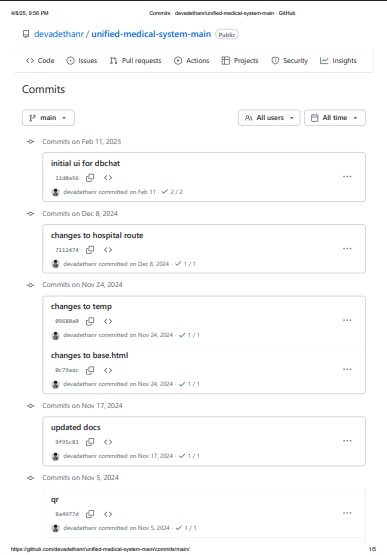 4/8/25, 9:56 PM Commits · devadethanr/unified-medical-system-main · GitHub
devadethanr / unified-medical-system-main Public
Code Issues Pull requests Actions Projects Security Insights
Commits
main All users All time
Commits on Feb 11, 2025
initial ui for dbchat
11d0a56
devadethanr committed on Feb 11 · 2 / 2
Commits on Dec 8, 2024
changes to hospital route
7112474
devadethanr committed on Dec 8, 2024 · 1 / 1
Commits on Nov 24, 2024
changes to temp
09680a0
devadethanr committed on Nov 24, 2024 · 1 / 1
changes to base.html
0c79aac
devadethanr committed on Nov 24, 2024 · 1 / 1
Commits on Nov 17, 2024
updated docs
9f95c83
devadethanr committed on Nov 17, 2024 · 1 / 1
Commits on Nov 5, 2024
qr
8a4977d
devadethanr committed on Nov 5, 2024 · 1 / 1
https://github.com/devadethanr/unified-medical-system-main/commits/main/ 1/5